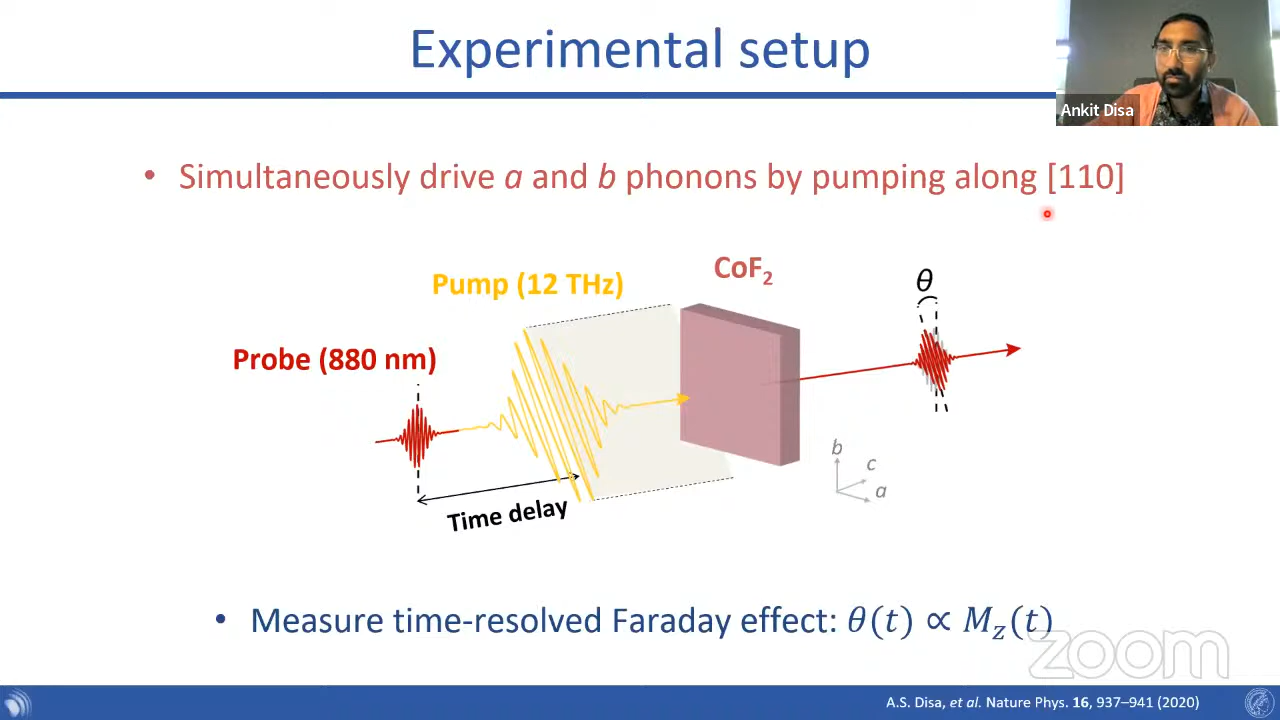 Experimental setup
Ankit Disa
• Simultaneously drive a and b phonons by pumping along [110]
Pump (12 THz)
CoF₂
θ
Probe (880 nm)
b
c
a
Time delay
• Measure time-resolved Faraday effect: θ(t) ∝ M_z(t)
zoom
A.S. Disa, et al. Nature Phys. 16, 937–941 (2020)